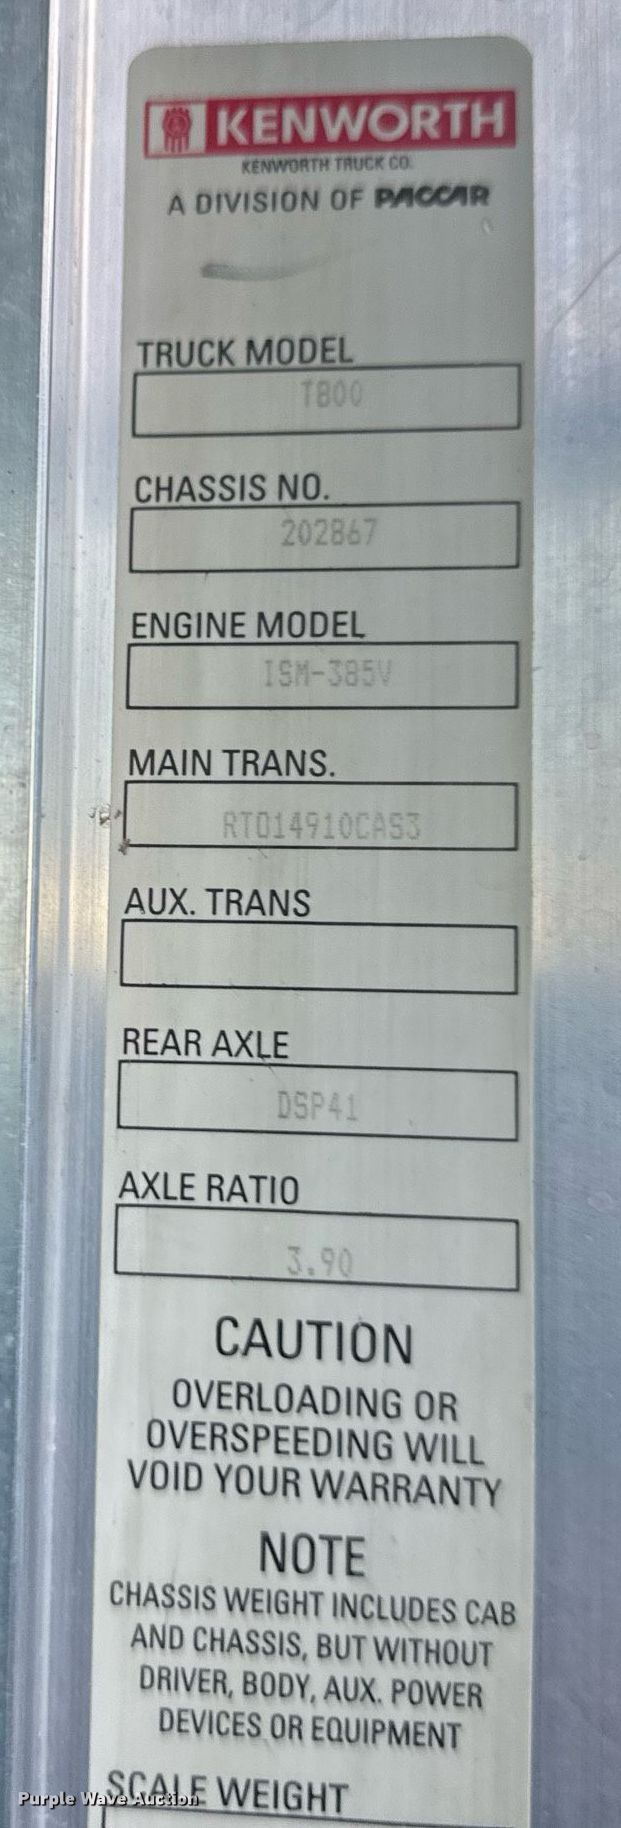 KENWORTH
KENWORTH TRUCK CO.
A DIVISION OF PACCAR
TRUCK MODEL
T800
CHASSIS NO.
202867
ENGINE MODEL
ISM-385V
MAIN TRANS.
RTO14910CAS3
AUX. TRANS
REAR AXLE
DSP41
AXLE RATIO
3.90
CAUTION
OVERLOADING OR
OVERSPEEDING WILL
VOID YOUR WARRANTY
NOTE
CHASSIS WEIGHT INCLUDES CAB
AND CHASSIS, BUT WITHOUT
DRIVER, BODY, AUX. POWER
DEVICES OR EQUIPMENT
SCALE WEIGHT
Purple Wave Auction